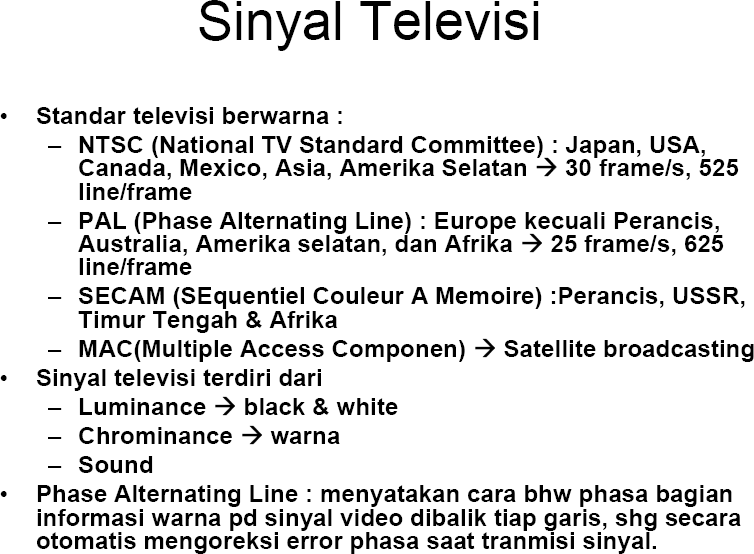 Sinyal Televisi
• Standar televisi berwarna :
– NTSC (National TV Standard Committee) : Japan, USA,
Canada, Mexico, Asia, Amerika Selatan → 30 frame/s, 525
line/frame
– PAL (Phase Alternating Line) : Europe kecuali Perancis,
Australia, Amerika selatan, dan Afrika → 25 frame/s, 625
line/frame
– SECAM (SEquentiel Couleur A Memoire) :Perancis, USSR,
Timur Tengah & Afrika
– MAC(Multiple Access Componen) → Satellite broadcasting
• Sinyal televisi terdiri dari
– Luminance → black & white
– Chrominance → warna
– Sound
• Phase Alternating Line : menyatakan cara bhw phasa bagian
informasi warna pd sinyal video dibalik tiap garis, shg secara
otomatis mengoreksi error phasa saat tranmisi sinyal.